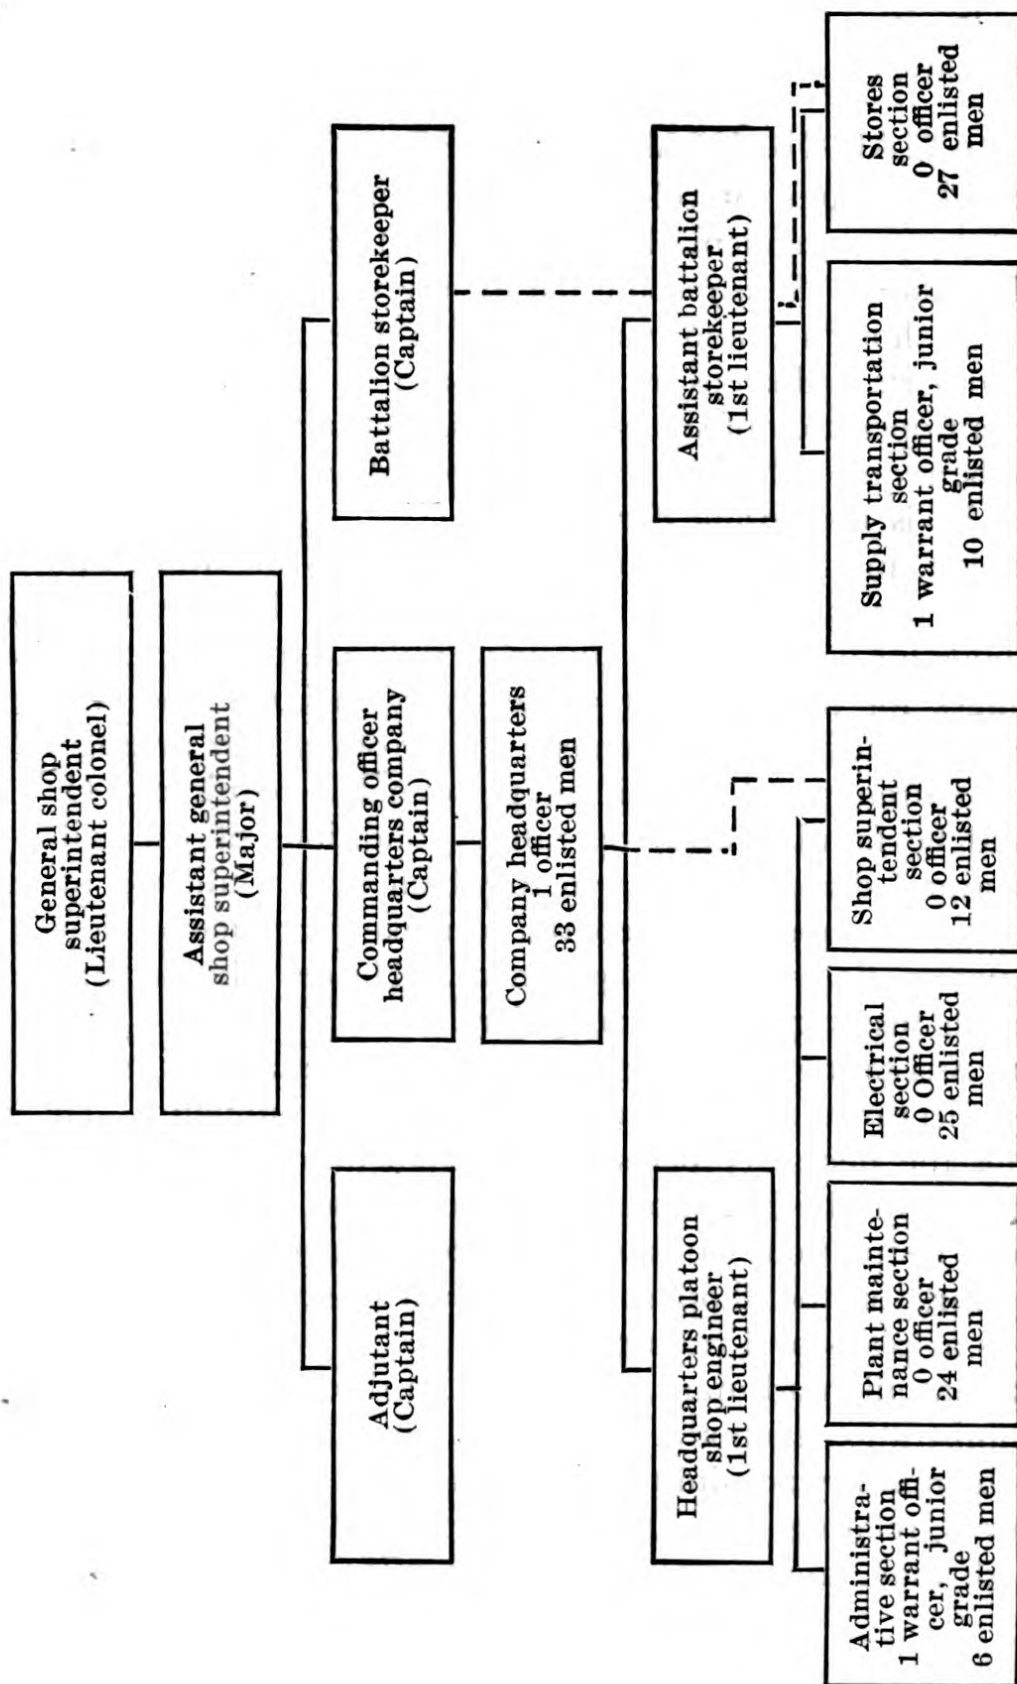 General shop
superintendent
(Lieutenant colonel)
Assistant general
shop superintendent
(Major)
Adjutant
(Captain)
Commanding officer
headquarters company
(Captain)
Battalion storekeeper
(Captain)
Company headquarters
1 officer
33 enlisted men
Headquarters platoon
shop engineer
(1st lieutenant)
Assistant battalion
storekeeper
(1st lieutenant)
Administra-
tive section
1 warrant offi-
cer, junior
grade
6 enlisted men
Plant mainte-
nance section
0 officer
24 enlisted
men
Electrical
section
0 Officer
25 enlisted
men
Shop superin-
tendent
section
0 officer
12 enlisted
men
Supply transportation
section
1 warrant officer, junior
grade
10 enlisted men
Stores
section
0 officer
27 enlisted
men